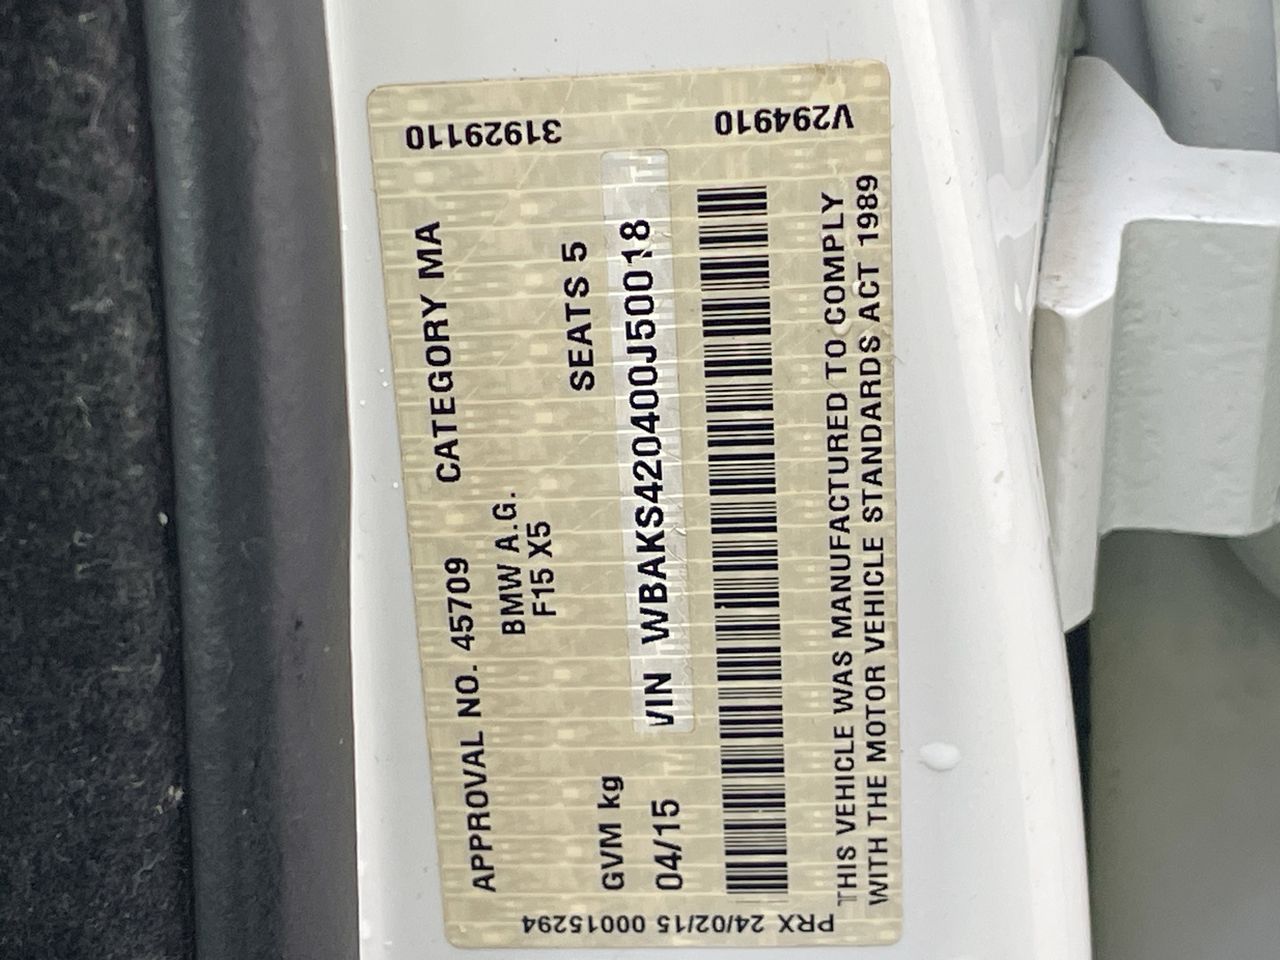 31929110
V294910
APPROVAL NO. 45709 CATEGORY MA
BMW A.G.
F15 X5
SEATS 5
GVM kg
04/15
VIN WBAKS420400J50018
THIS VEHICLE WAS MANUFACTURED TO COMPLY
WITH THE MOTOR VEHICLE STANDARDS ACT 1989
PRX 24/02/15 00015294